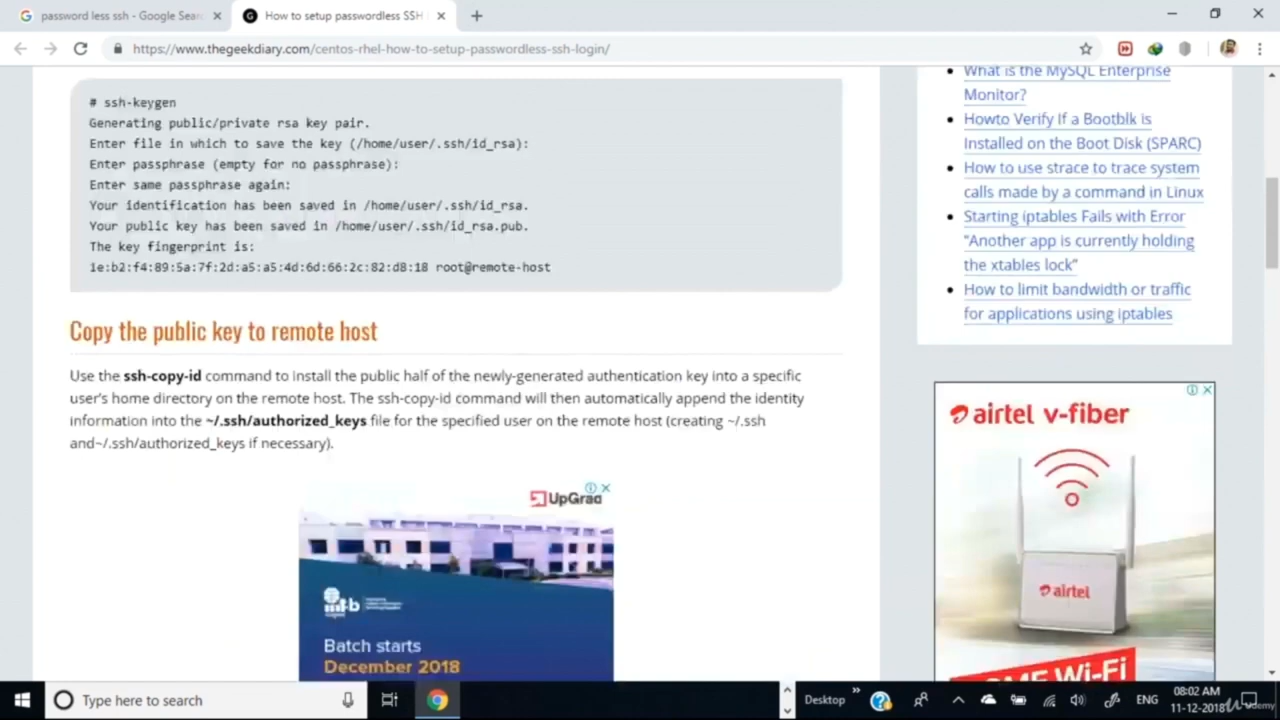 password less ssh - Google Sear
How to setup passwordless SSH
https://www.thegeekdiary.com/centos-rhel-how-to-setup-passwordless-ssh-login/
# ssh-keygen
Generating public/private rsa key pair.
Enter file in which to save the key (/home/user/.ssh/id_rsa):
Enter passphrase (empty for no passphrase):
Enter same passphrase again:
Your identification has been saved in /home/user/.ssh/id_rsa.
Your public key has been saved in /home/user/.ssh/id_rsa.pub.
The key fingerprint is:
1e:b2:f4:89:5a:7f:2d:a5:a5:4d:6d:66:2c:82:d8:18 root@remote-host
Copy the public key to remote host
Use the ssh-copy-id command to install the public half of the newly-generated authentication key into a specific
user's home directory on the remote host. The ssh-copy-id command will then automatically append the identity
information into the ~/.ssh/authorized_keys file for the specified user on the remote host (creating ~/.ssh
and~/.ssh/authorized_keys if necessary).
UpGrad
Batch starts
December 2018
What is the MySQL Enterprise
Monitor?
Howto Verify If a Bootblk is
Installed on the Boot Disk (SPARC)
How to use strace to trace system
calls made by a command in Linux
Starting iptables Fails with Error
“Another app is currently holding
the xtables lock”
How to limit bandwidth or traffic
for applications using iptables
airtel v-fiber
airtel
Wi-Fi
Type here to search
Desktop
ENG
08:02 AM
11-12-2018
Udemy